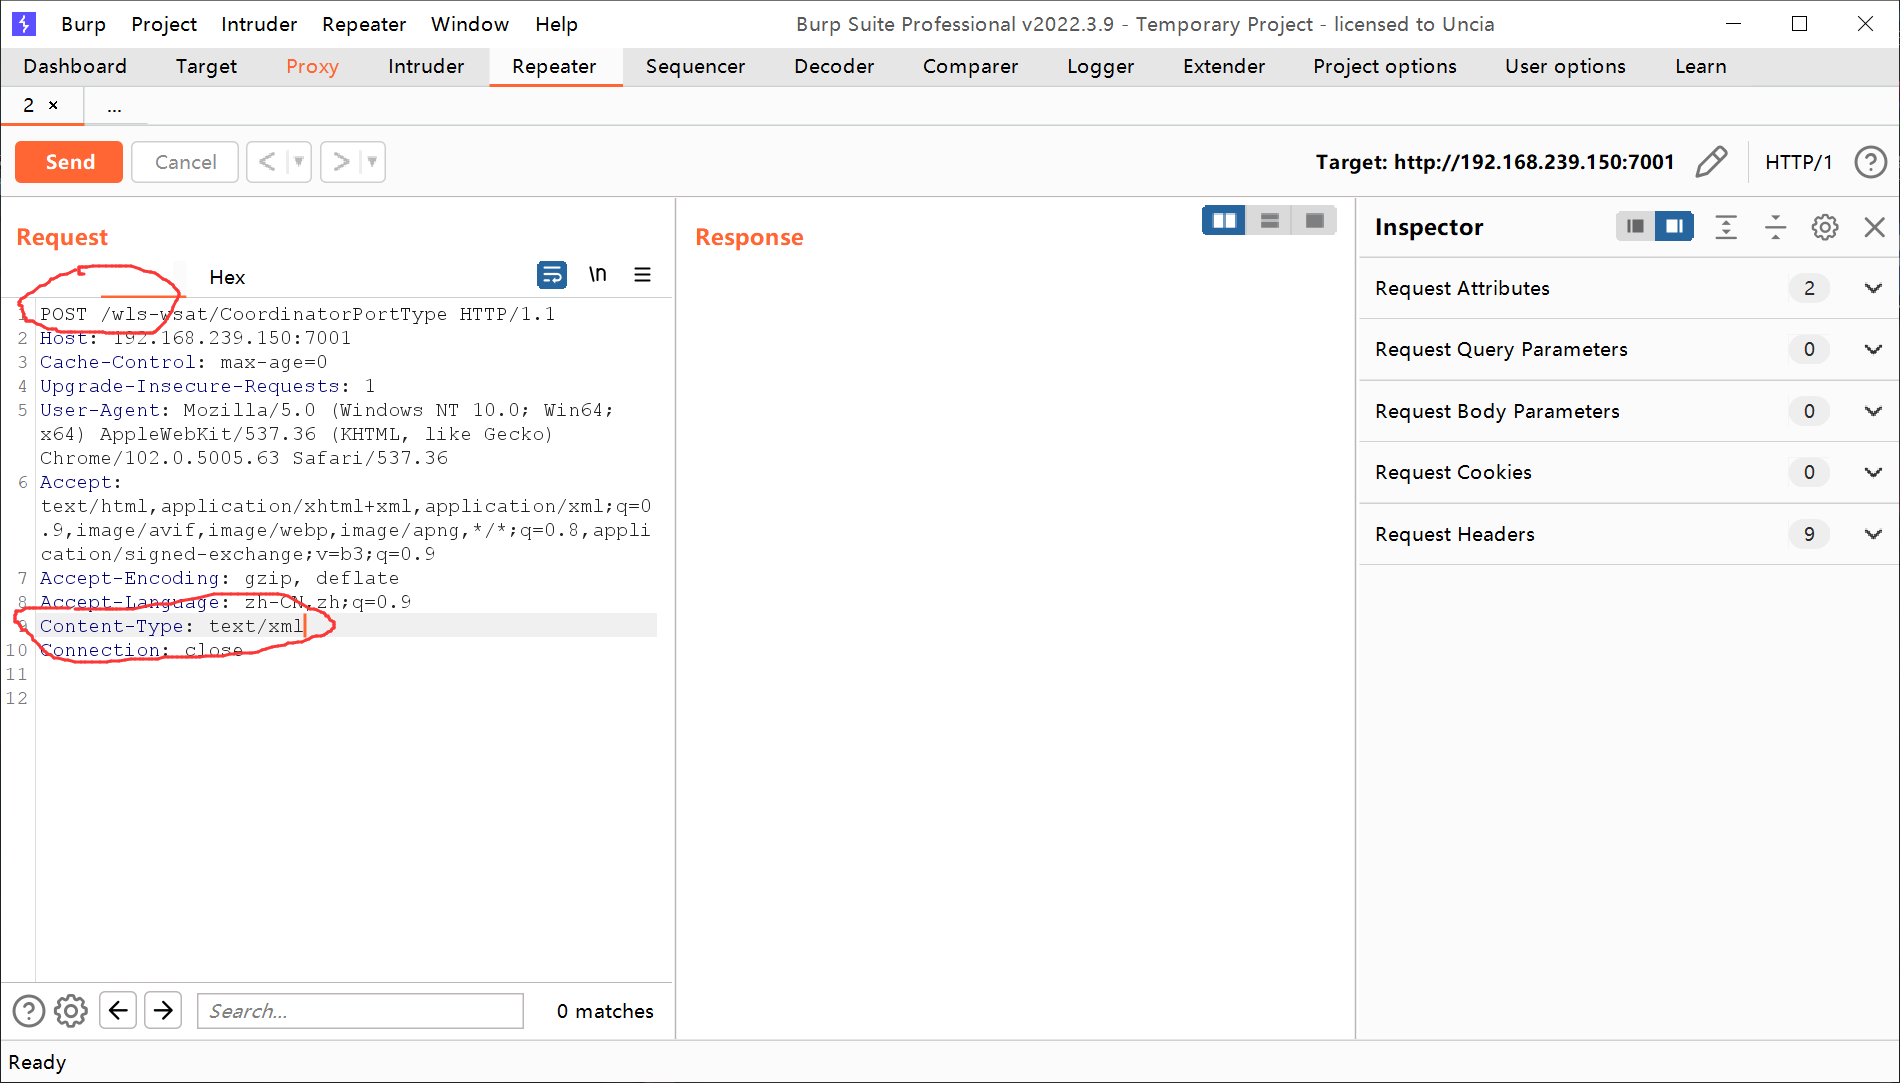 Burp Project Intruder Repeater Window Help Burp Suite Professional v2022.3.9 - Temporary Project - licensed to Uncia
Dashboard Target Proxy Intruder Repeater Sequencer Decoder Comparer Logger Extender Project options User options Learn
2 × ...
Send Cancel < > Target: http://192.168.239.150:7001 HTTP/1 ?
Request
Hex \n
1 POST /wls-wsat/CoordinatorPortType HTTP/1.1
2 Host: 192.168.239.150:7001
3 Cache-Control: max-age=0
4 Upgrade-Insecure-Requests: 1
5 User-Agent: Mozilla/5.0 (Windows NT 10.0; Win64;
x64) AppleWebKit/537.36 (KHTML, like Gecko)
Chrome/102.0.5005.63 Safari/537.36
6 Accept:
text/html,application/xhtml+xml,application/xml;q=0
.9,image/avif,image/webp,image/apng,*/*;q=0.8,appli
cation/signed-exchange;v=b3;q=0.9
7 Accept-Encoding: gzip, deflate
8 Accept-Language: zh-CN,zh;q=0.9
9 Content-Type: text/xml
10 Connection: close
11
12
? Search... 0 matches
Response
Inspector
Request Attributes 2
Request Query Parameters 0
Request Body Parameters 0
Request Cookies 0
Request Headers 9
Ready